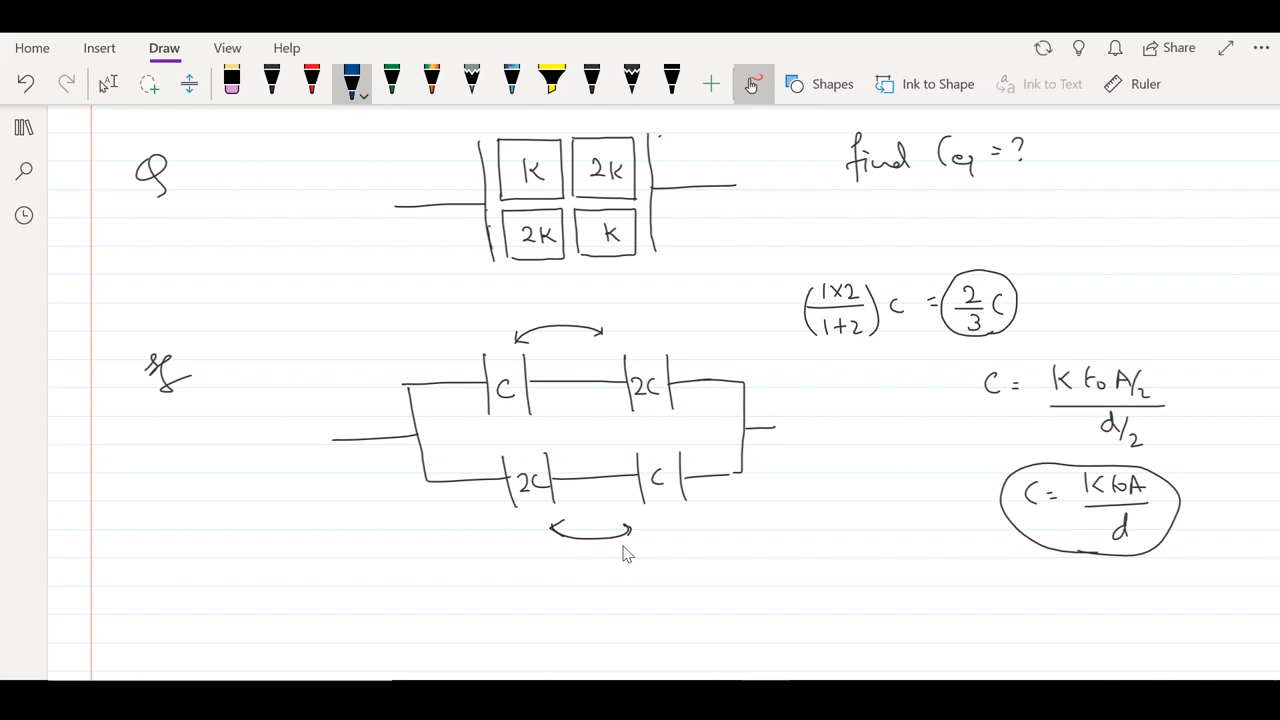 Home Insert Draw View Help Share
Shapes Ink to Shape Ink to Text Ruler
Q
K 2K
2K K
find Ceq = ?
(1×2/1+2) C = 2/3 C
C 2C
C = K ε0 A/2 / d/2
2C C
C = K ε0 A / d